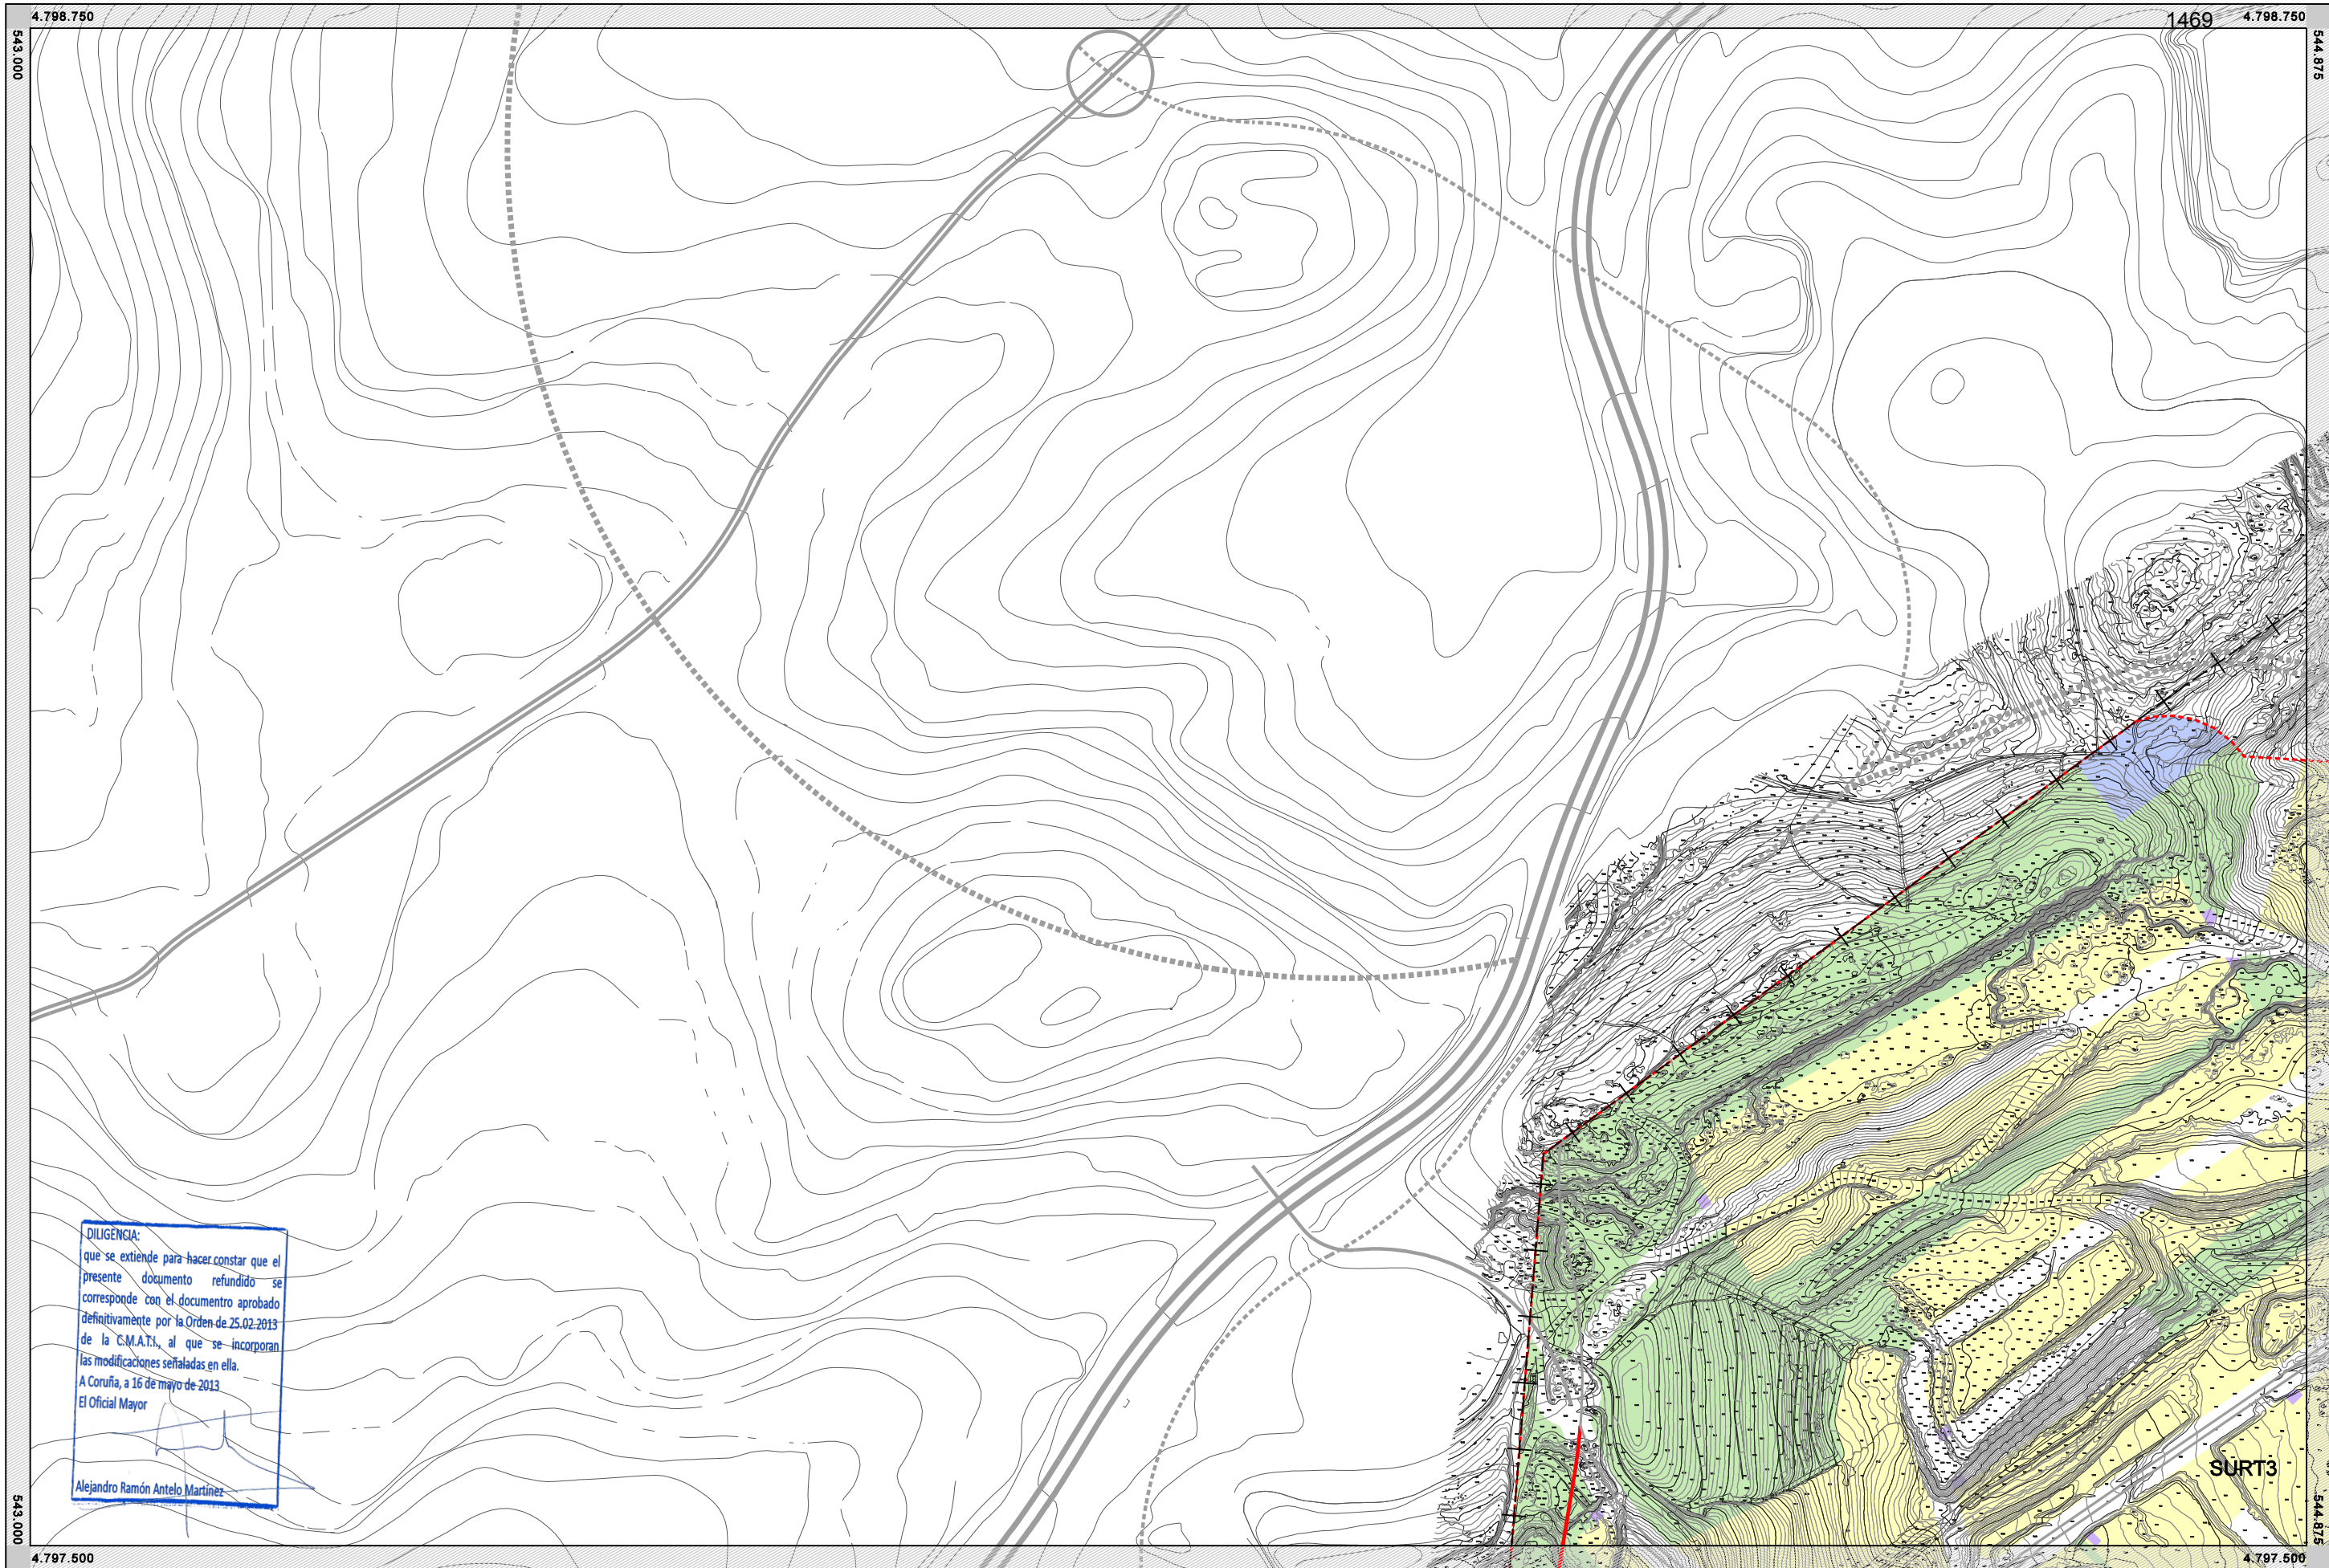 4.798.750
1469
4.798.750
543.000
544.875
DILIGENCIA:
que se extiende para hacer constar que el
presente documento refundido se
corresponde con el documentro aprobado
definitivamente por la Orden de 25.02.2013
de la C.M.A.T.I., al que se incorporan
las modificaciones señaladas en ella.
A Coruña, a 16 de mayo de 2013
El Oficial Mayor
Alejandro Ramón Antelo Martínez
SURT3
543.000
544.875
4.797.500
4.797.500